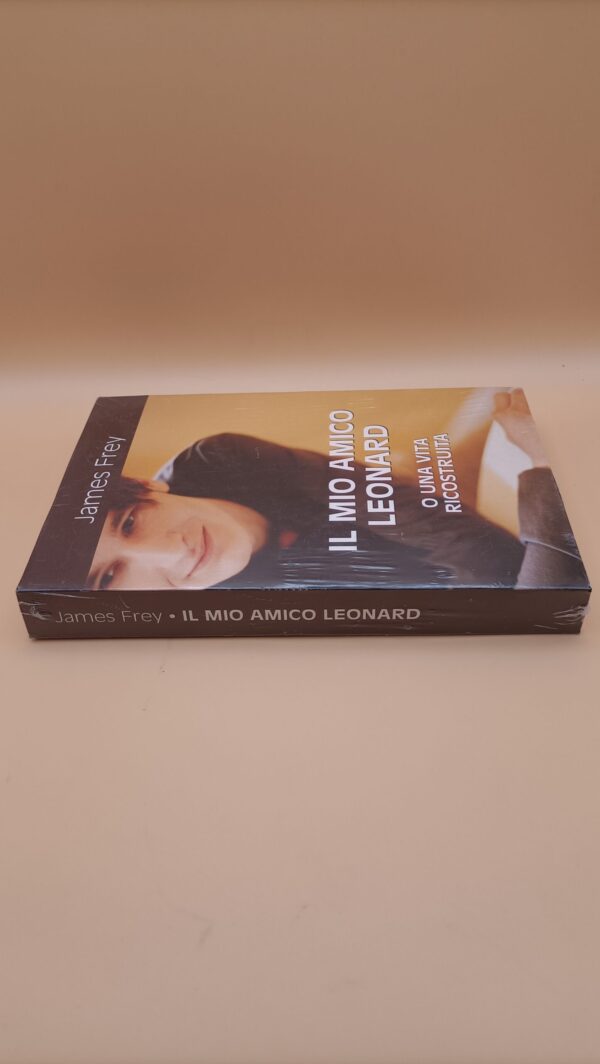 James Frey
IL MIO AMICO
LEONARD
O UNA VITA
RICOSTRUITA
James Frey • IL MIO AMICO LEONARD